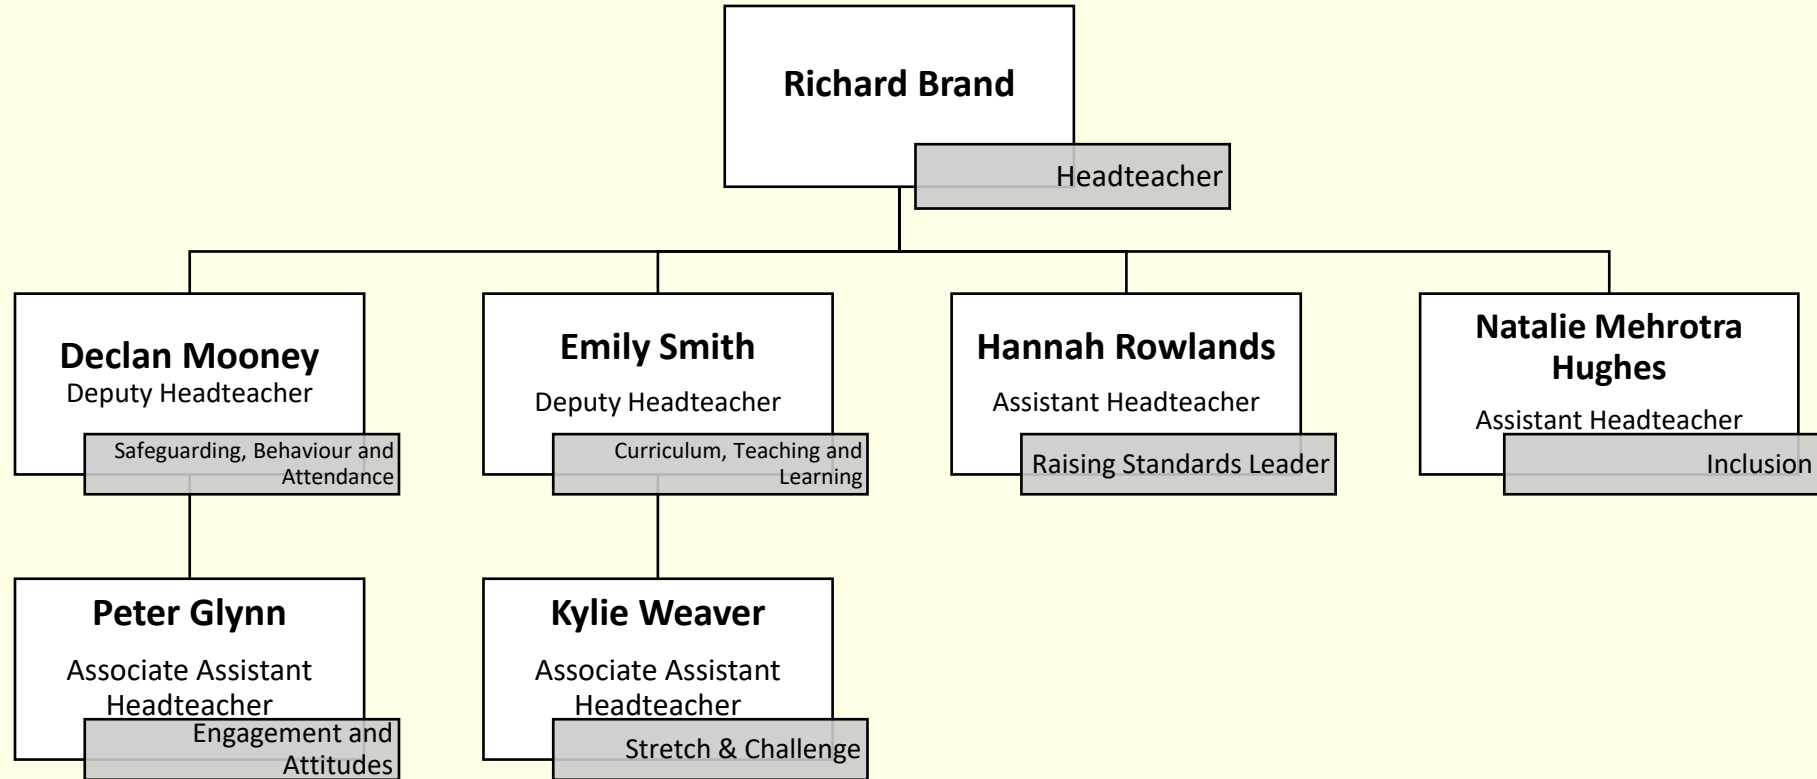 Richard Brand
Headteacher
Declan Mooney
Deputy Headteacher
Safeguarding, Behaviour and
Attendance
Emily Smith
Deputy Headteacher
Curriculum, Teaching and
Learning
Hannah Rowlands
Assistant Headteacher
Raising Standards Leader
Natalie Mehrotra
Hughes
Assistant Headteacher
Inclusion
Peter Glynn
Associate Assistant
Headteacher
Engagement and
Attitudes
Kylie Weaver
Associate Assistant
Headteacher
Stretch & Challenge